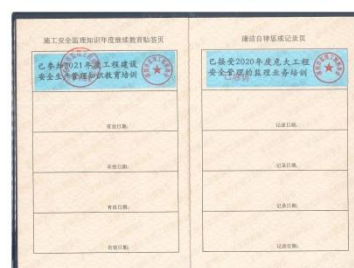 施工安全监理知识年度继续教育贴签页
已参加2021年度工程建设
安全生产管理知识教育培训
有效日期:
有效日期:
有效日期:
有效日期:
廉洁自律惩戒记录页
已接受2020年度危大工程
安全管理的监理业务培训
记录日期:
记录日期:
记录日期:
记录日期: